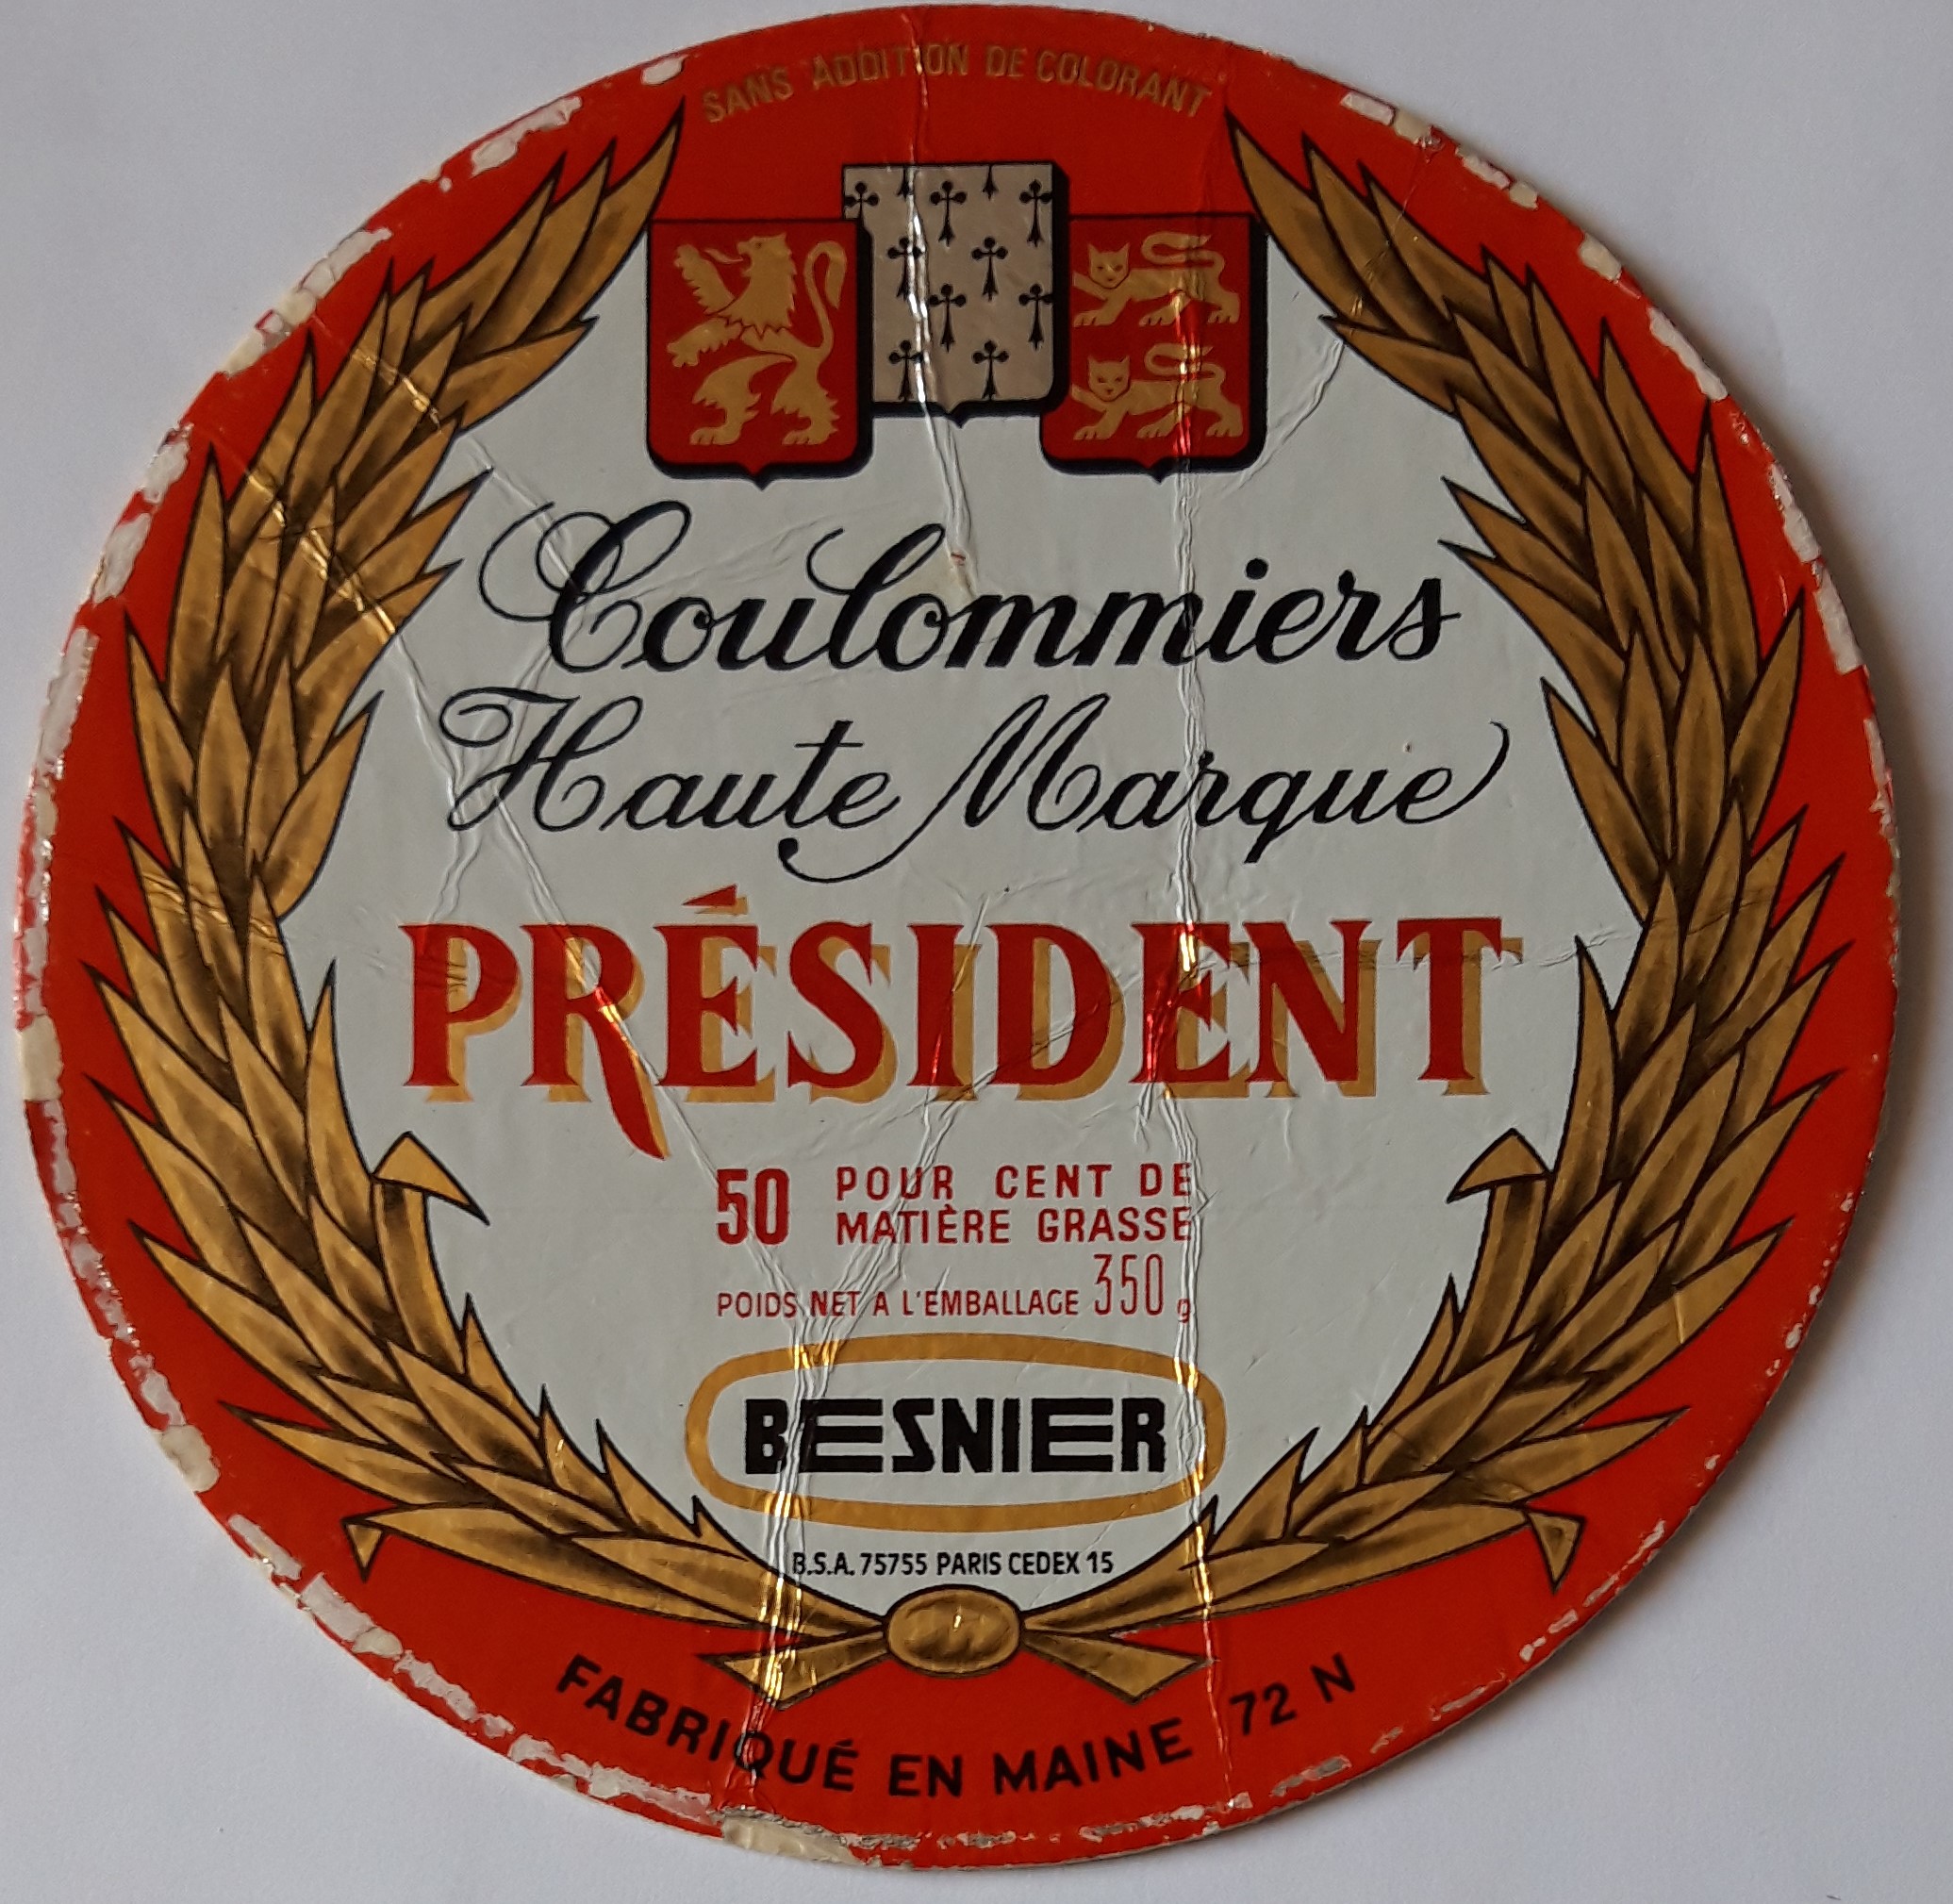 SANS ADDITION DE COLORANT
Coulommiers
Haute Marque
PRÉSIDENT
50 POUR CENT DE
MATIÈRE GRASSE
POIDS NET A L'EMBALLAGE 350 g
BESNIER
B.S.A. 75755 PARIS CEDEX 15
FABRIQUÉ EN MAINE 72 N